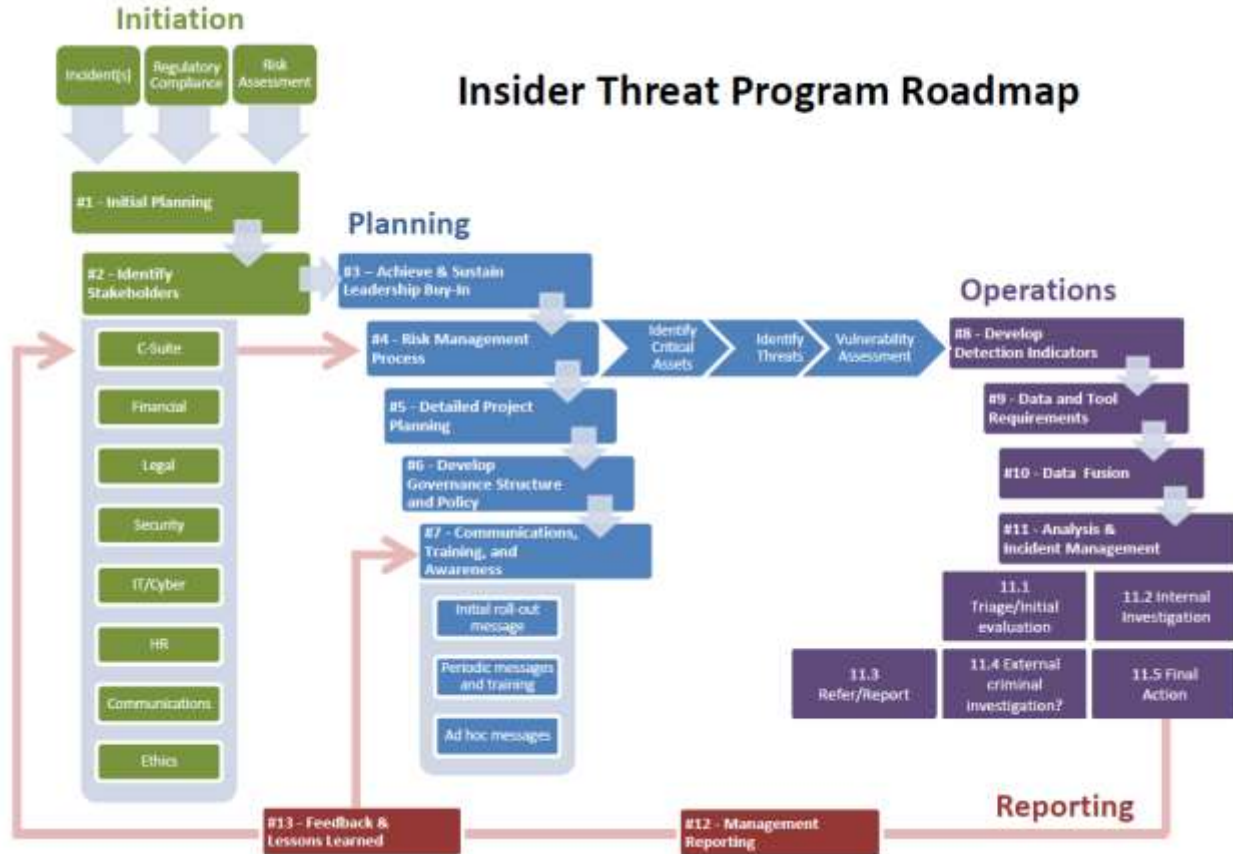 Initiation
Incident(s)
Regulatory
Compliance
Risk
Assessment
Insider Threat Program Roadmap
#1 - Initial Planning
#2 - Identify
Stakeholders
C-Suite
Financial
Legal
Security
IT/Cyber
HR
Communications
Ethics
Planning
#3 – Achieve & Sustain
Leadership Buy-In
#4 - Risk Management
Process
Identify
Critical
Assets
Identify
Threats
Vulnerability
Assessment
#5 - Detailed Project
Planning
#6 - Develop
Governance Structure
and Policy
#7 - Communications,
Training, and
Awareness
Initial roll-out
message
Periodic messages
and training
Ad hoc messages
Operations
#8 - Develop
Detection Indicators
#9 - Data and Tool
Requirements
#10 - Data Fusion
#11 - Analysis &
Incident Management
11.1
Triage/Initial
evaluation
11.2 Internal
Investigation
11.3
Refer/Report
11.4 External
criminal
investigation?
11.5 Final
Action
Reporting
#12 - Management
Reporting
#13 - Feedback &
Lessons Learned